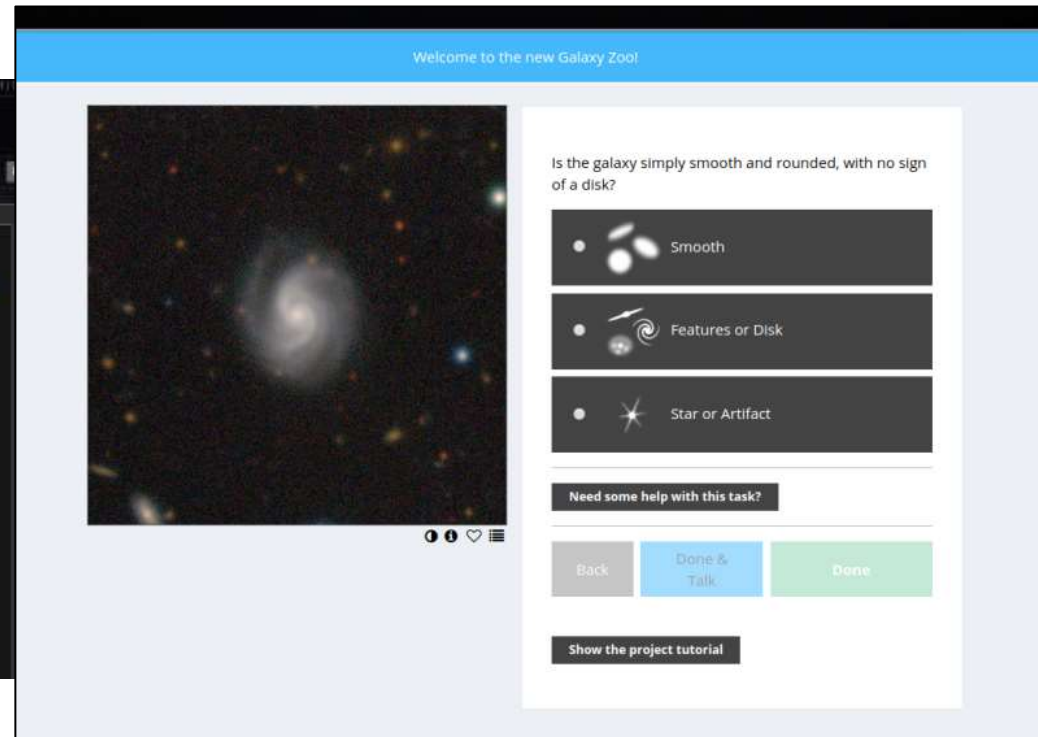 Welcome to the new Galaxy Zoo!
Is the galaxy simply smooth and rounded, with no sign
of a disk?
Smooth
Features or Disk
Star or Artifact
Need some help with this task?
Back
Done &
Talk
Done
Show the project tutorial